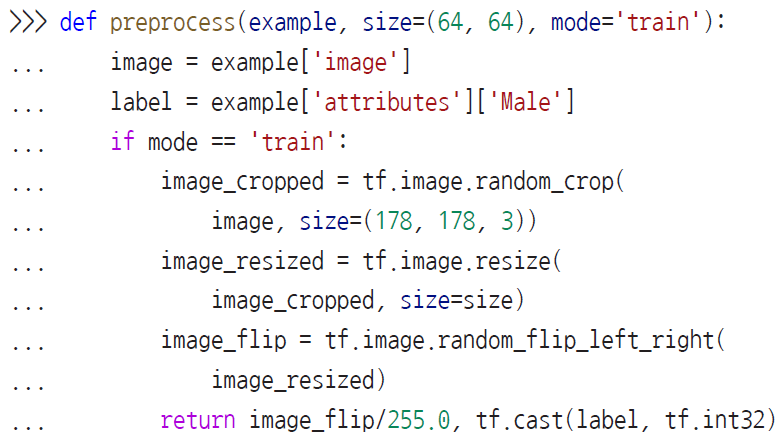 >>> def preprocess(example, size=(64, 64), mode='train'):
...     image = example['image']
...     label = example['attributes']['Male']
...     if mode == 'train':
...         image_cropped = tf.image.random_crop(
...             image, size=(178, 178, 3))
...         image_resized = tf.image.resize(
...             image_cropped, size=size)
...         image_flip = tf.image.random_flip_left_right(
...             image_resized)
...         return image_flip/255.0, tf.cast(label, tf.int32)